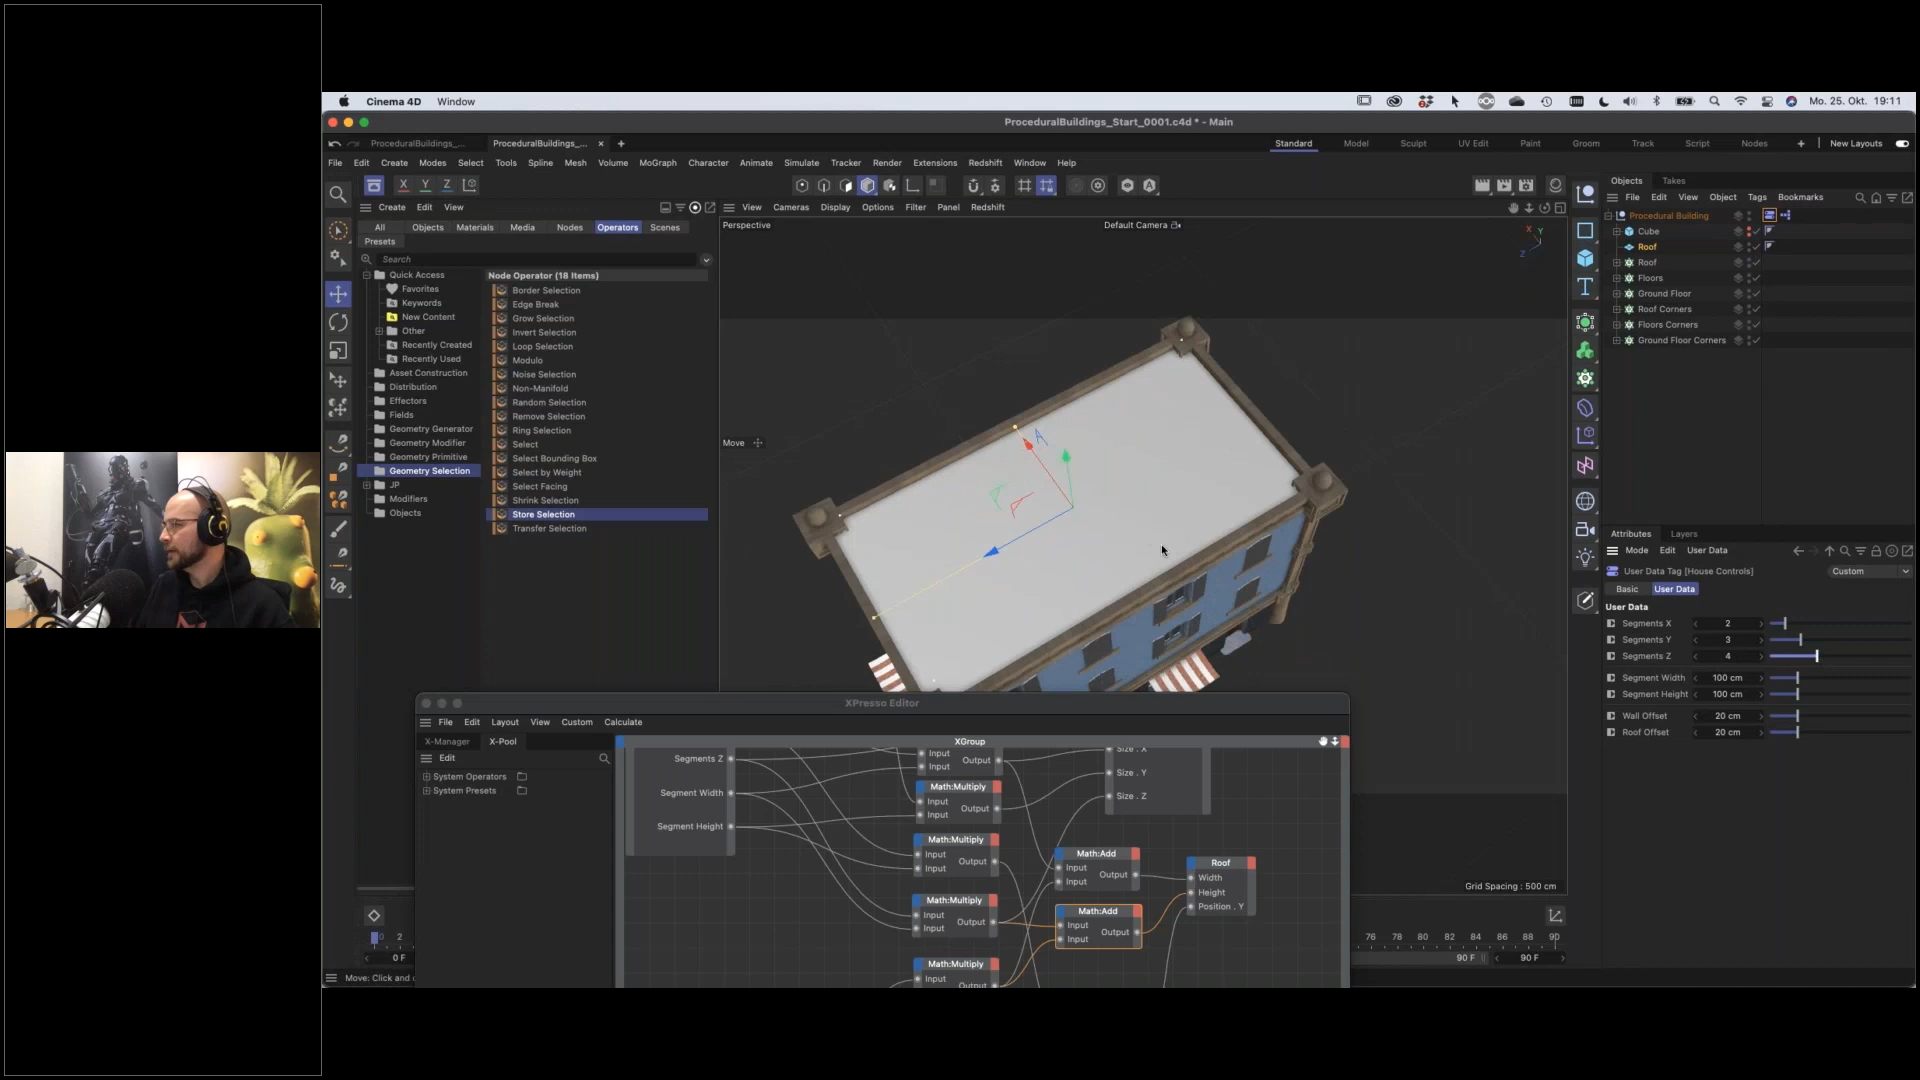 Cinema 4D Window
Mo. 25. Okt. 19:11
ProceduralBuildings_Start_0001.c4d * - Main
ProceduralBuildings_... ProceduralBuildings_...
Standard Model Sculpt UV Edit Paint Groom Track Script Nodes New Layouts
File Edit Create Modes Select Tools Spline Mesh Volume MoGraph Character Animate Simulate Tracker Render Extensions Redshift Window Help
X Y Z
Create Edit View
View Cameras Display Options Filter Panel Redshift
All Objects Materials Media Nodes Operators Scenes
Presets
Search
Quick Access
Favorites
Keywords
New Content
Other
Recently Created
Recently Used
Asset Construction
Distribution
Effectors
Fields
Geometry Generator
Geometry Modifier
Geometry Primitive
Geometry Selection
JP
Modifiers
Objects
Node Operator (18 Items)
Border Selection
Edge Break
Grow Selection
Invert Selection
Loop Selection
Modulo
Noise Selection
Non-Manifold
Random Selection
Remove Selection
Ring Selection
Select
Select Bounding Box
Select by Weight
Select Facing
Shrink Selection
Store Selection
Transfer Selection
Perspective
Default Camera
X Y
Z
Move
Grid Spacing : 500 cm
Objects Takes
File Edit View Object Tags Bookmarks
Procedural Building
Cube
Roof
Roof
Floors
Ground Floor
Roof Corners
Floors Corners
Ground Floor Corners
Attributes Layers
Mode Edit User Data
User Data Tag [House Controls] Custom
Basic User Data
User Data
Segments X 2
Segments Y 3
Segments Z 4
Segment Width 100 cm
Segment Height 100 cm
Wall Offset 20 cm
Roof Offset 20 cm
XPresso Editor
File Edit Layout View Custom Calculate
X-Manager X-Pool
Edit
System Operators
System Presets
XGroup
Segments Z
Segment Width
Segment Height
Input
Input
Output
Math:Multiply
Input
Input
Output
Math:Multiply
Input
Input
Output
Math:Multiply
Input
Input
Output
Math:Multiply
Input
Output
Size . X
Size . Y
Size . Z
Math:Add
Input
Input
Output
Math:Add
Input
Input
Output
Roof
Width
Height
Position . Y
0 2
76 78 80 82 84 86 88 90
0 F
90 F 90 F
Move: Click and